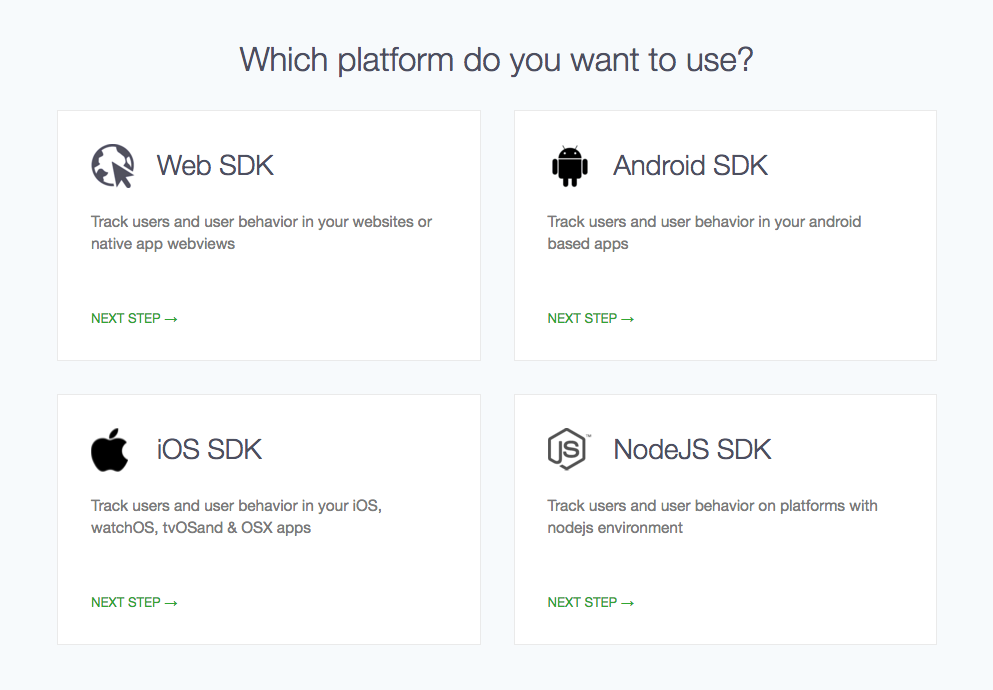 Which platform do you want to use?
Web SDK
Track users and user behavior in your websites or
native app webviews
NEXT STEP →
Android SDK
Track users and user behavior in your android
based apps
NEXT STEP →
iOS SDK
Track users and user behavior in your iOS,
watchOS, tvOSand & OSX apps
NEXT STEP →
JS™
NodeJS SDK
Track users and user behavior on platforms with
nodejs environment
NEXT STEP →